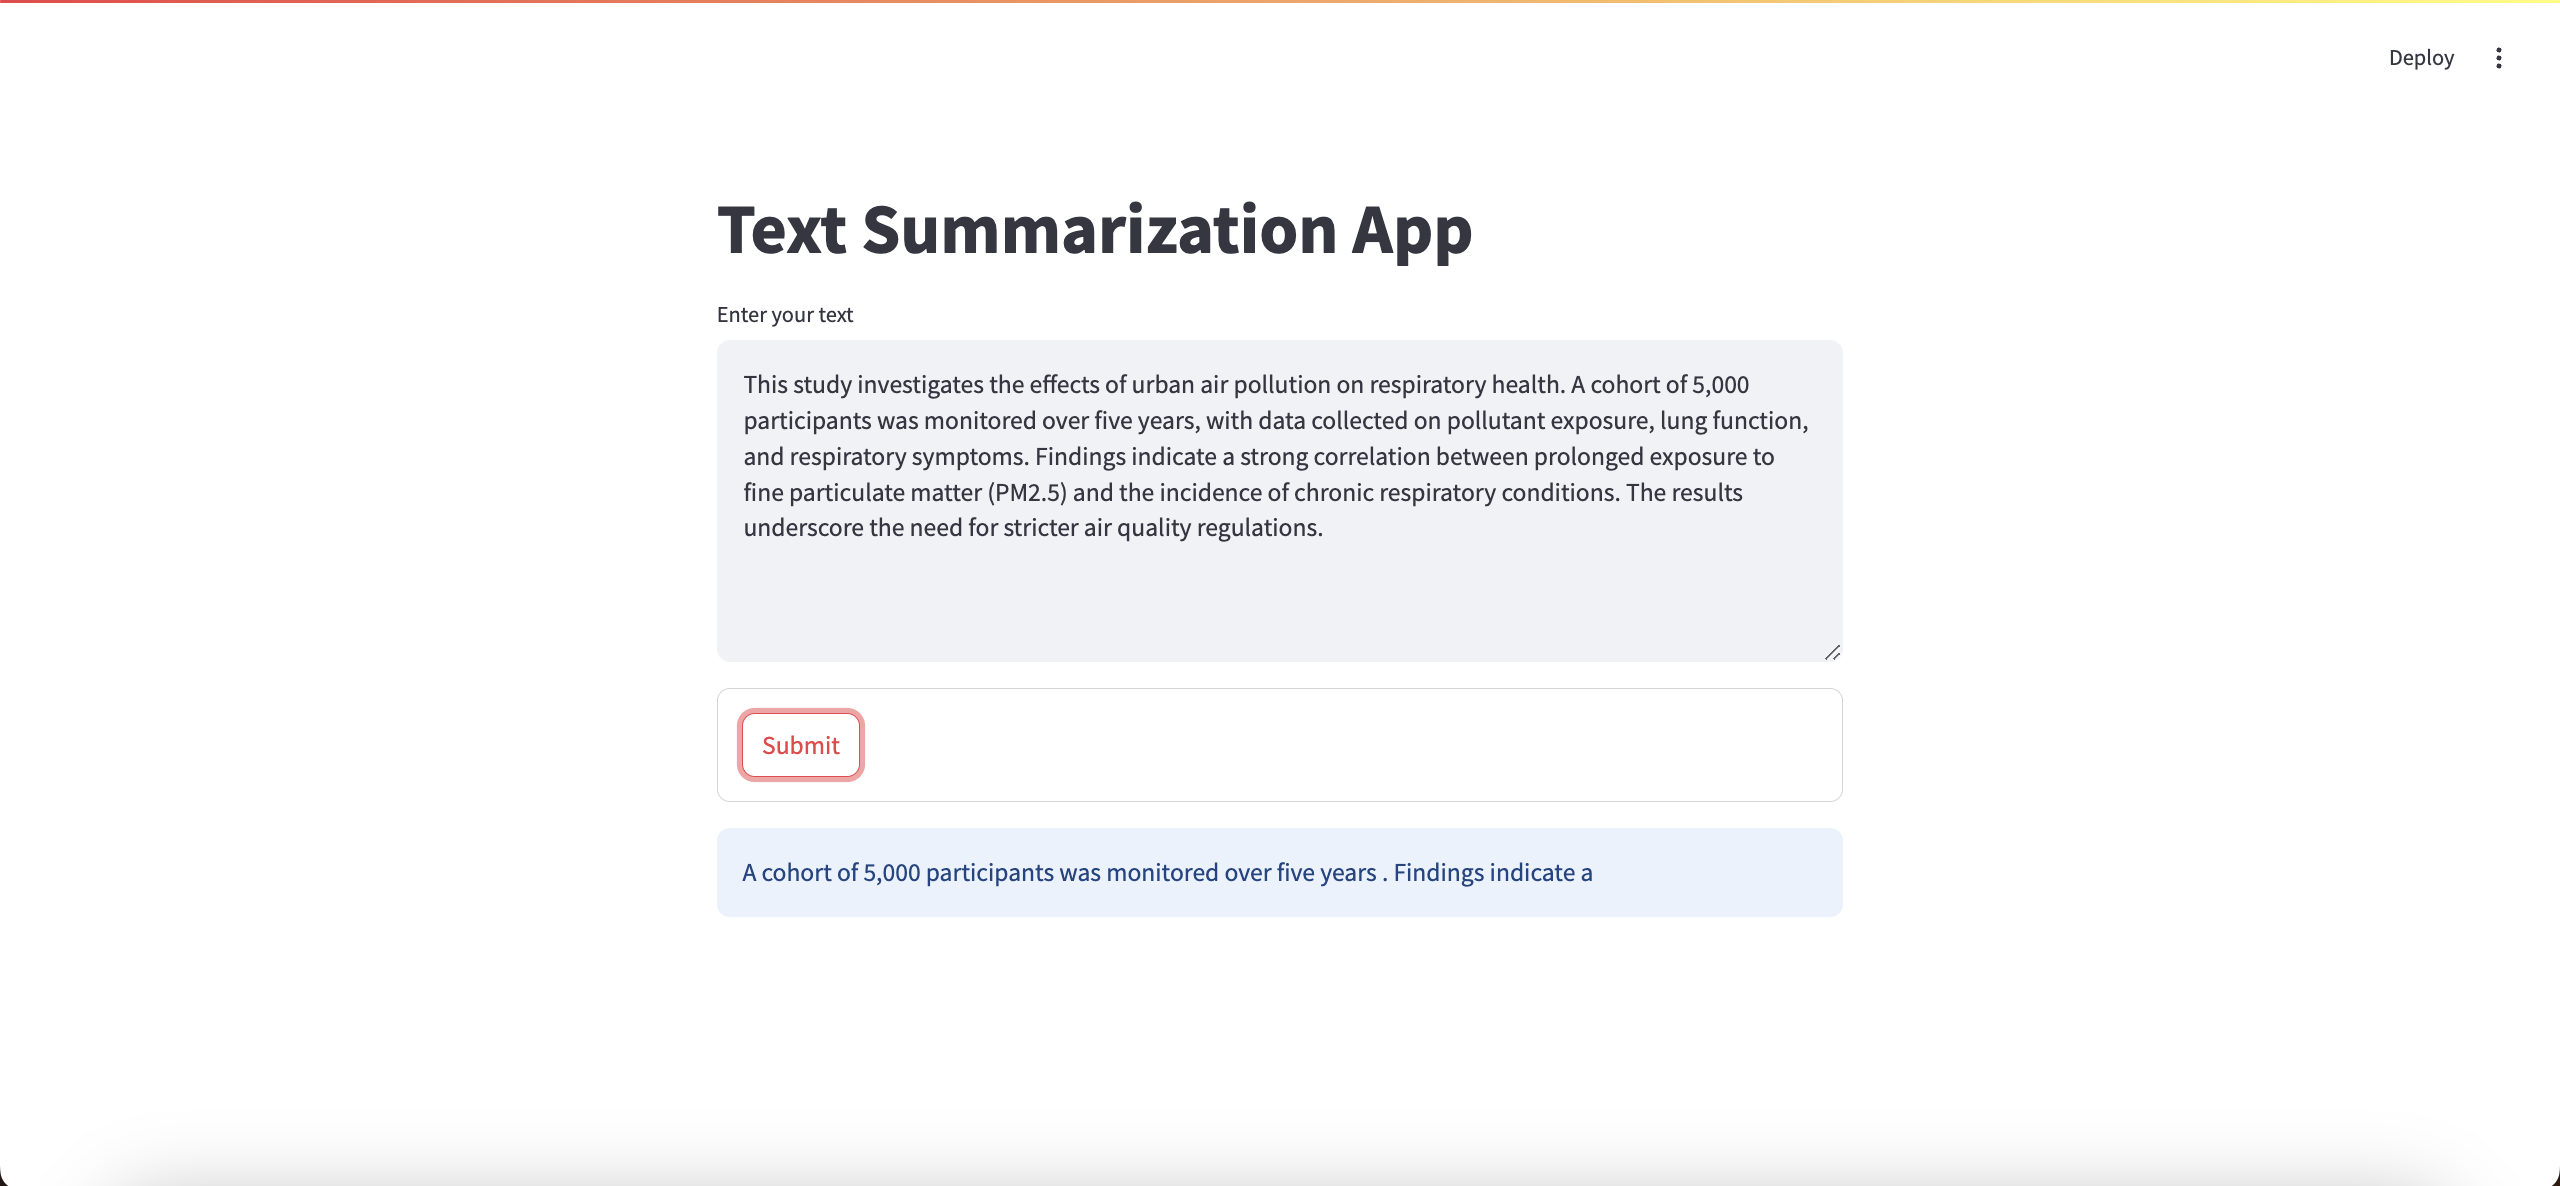 Deploy
Text Summarization App
Enter your text
This study investigates the effects of urban air pollution on respiratory health. A cohort of 5,000
participants was monitored over five years, with data collected on pollutant exposure, lung function,
and respiratory symptoms. Findings indicate a strong correlation between prolonged exposure to
fine particulate matter (PM2.5) and the incidence of chronic respiratory conditions. The results
underscore the need for stricter air quality regulations.
Submit
A cohort of 5,000 participants was monitored over five years . Findings indicate a